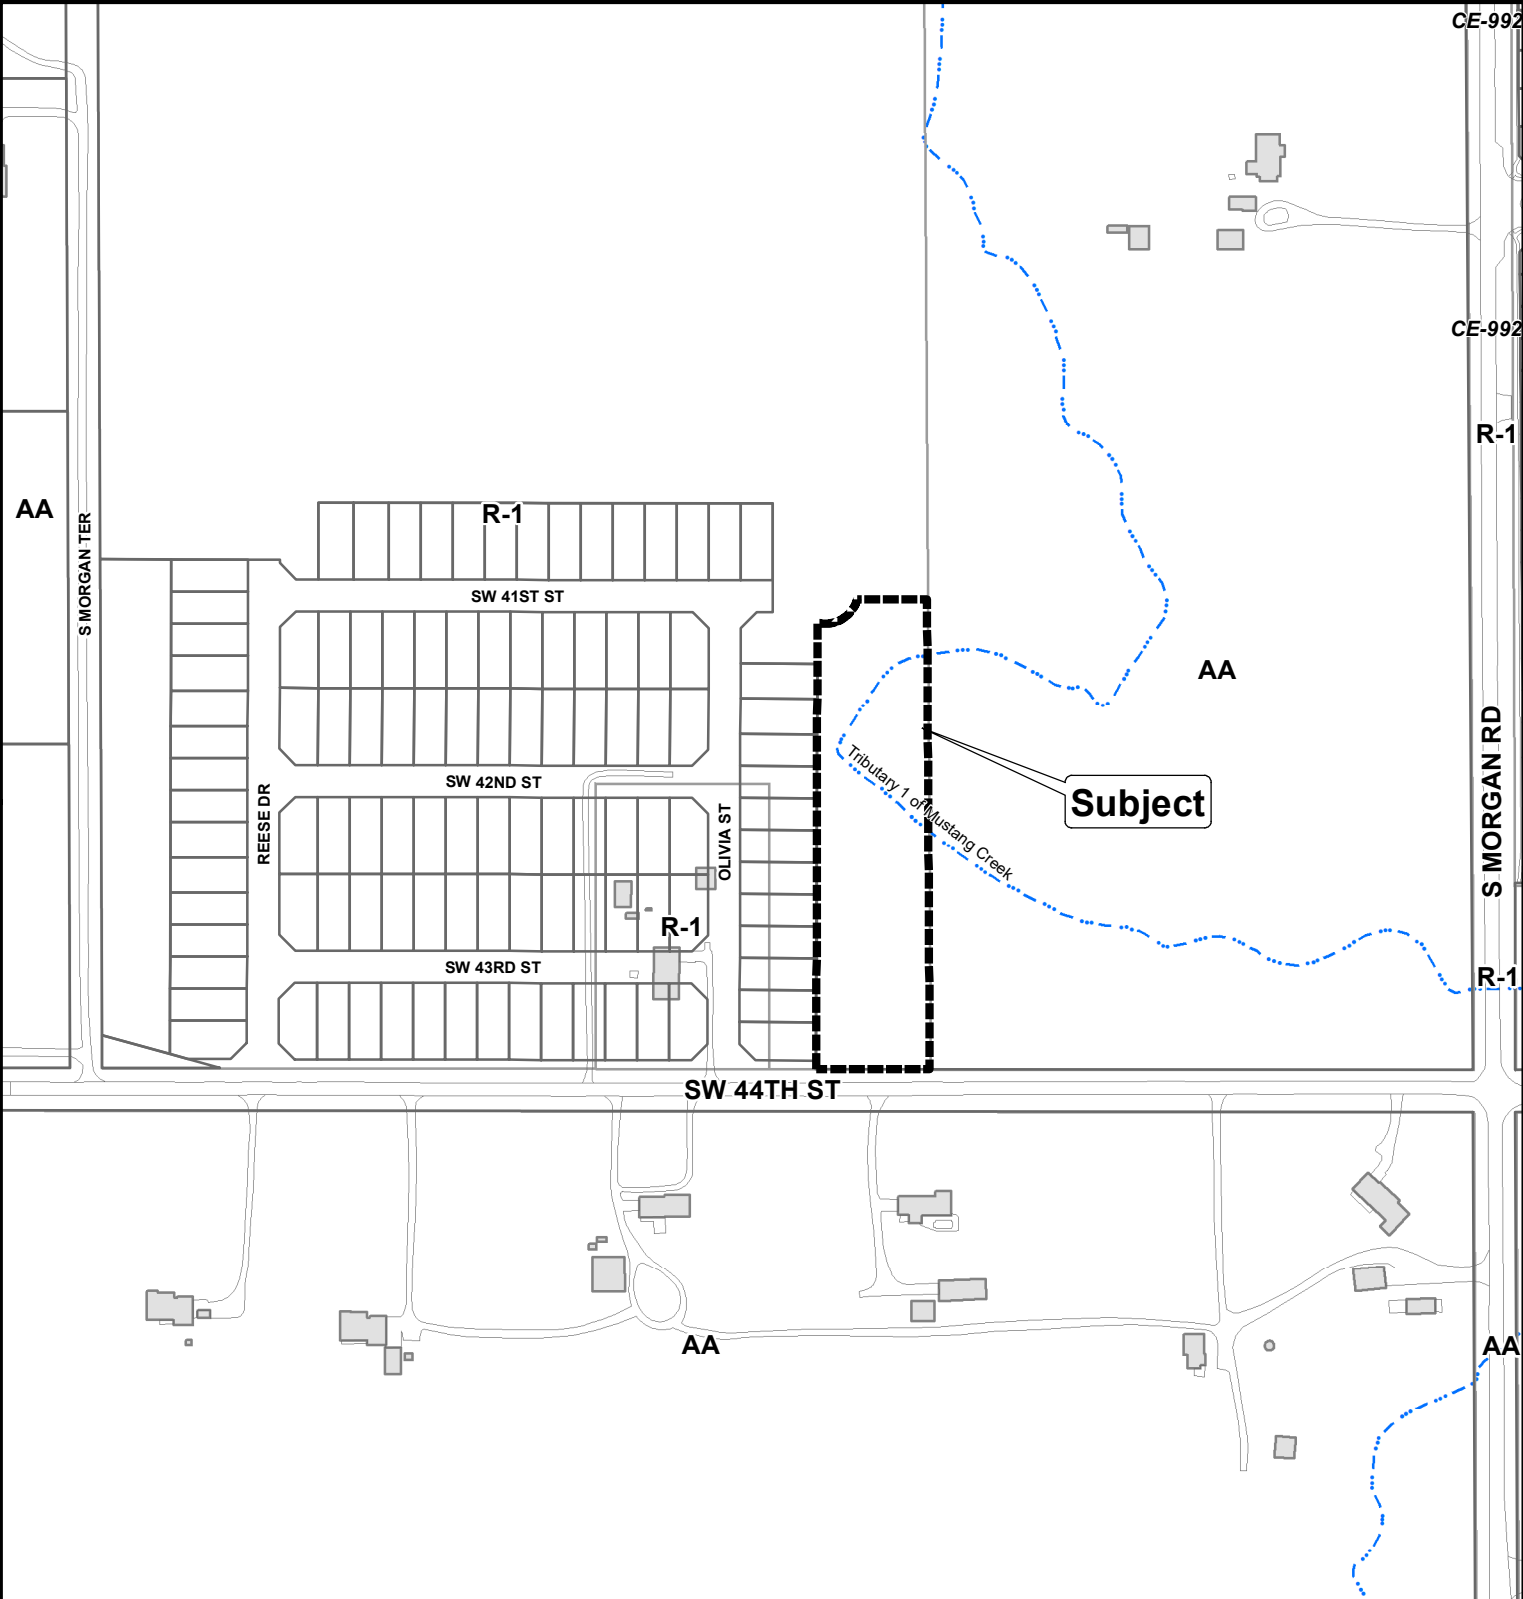 CE-992
CE-992
R-1
AA
R-1
S MORGAN TER
SW 41ST ST
AA
S MORGAN RD
Tributary 1 of Mustang Creek
SW 42ND ST
REESE DR
OLIVIA ST
Subject
R-1
SW 43RD ST
R-1
SW 44TH ST
AA
AA